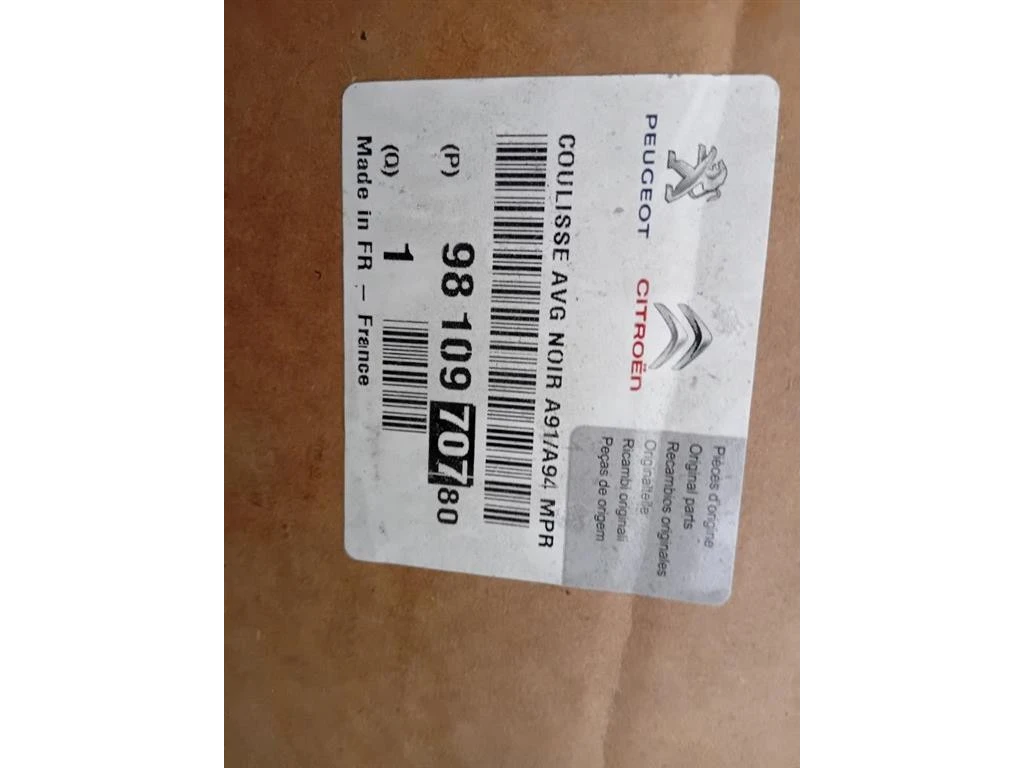 PEUGEOT CITROËN
Pièces d'origine
Original parts
Recambios originales
Originalteile
Ricambi originali
Peças de origem
COULISSE AVG NOIR A91/A94 MPR
(P) 98 109 707 80
(Q) 1
Made in FR - France